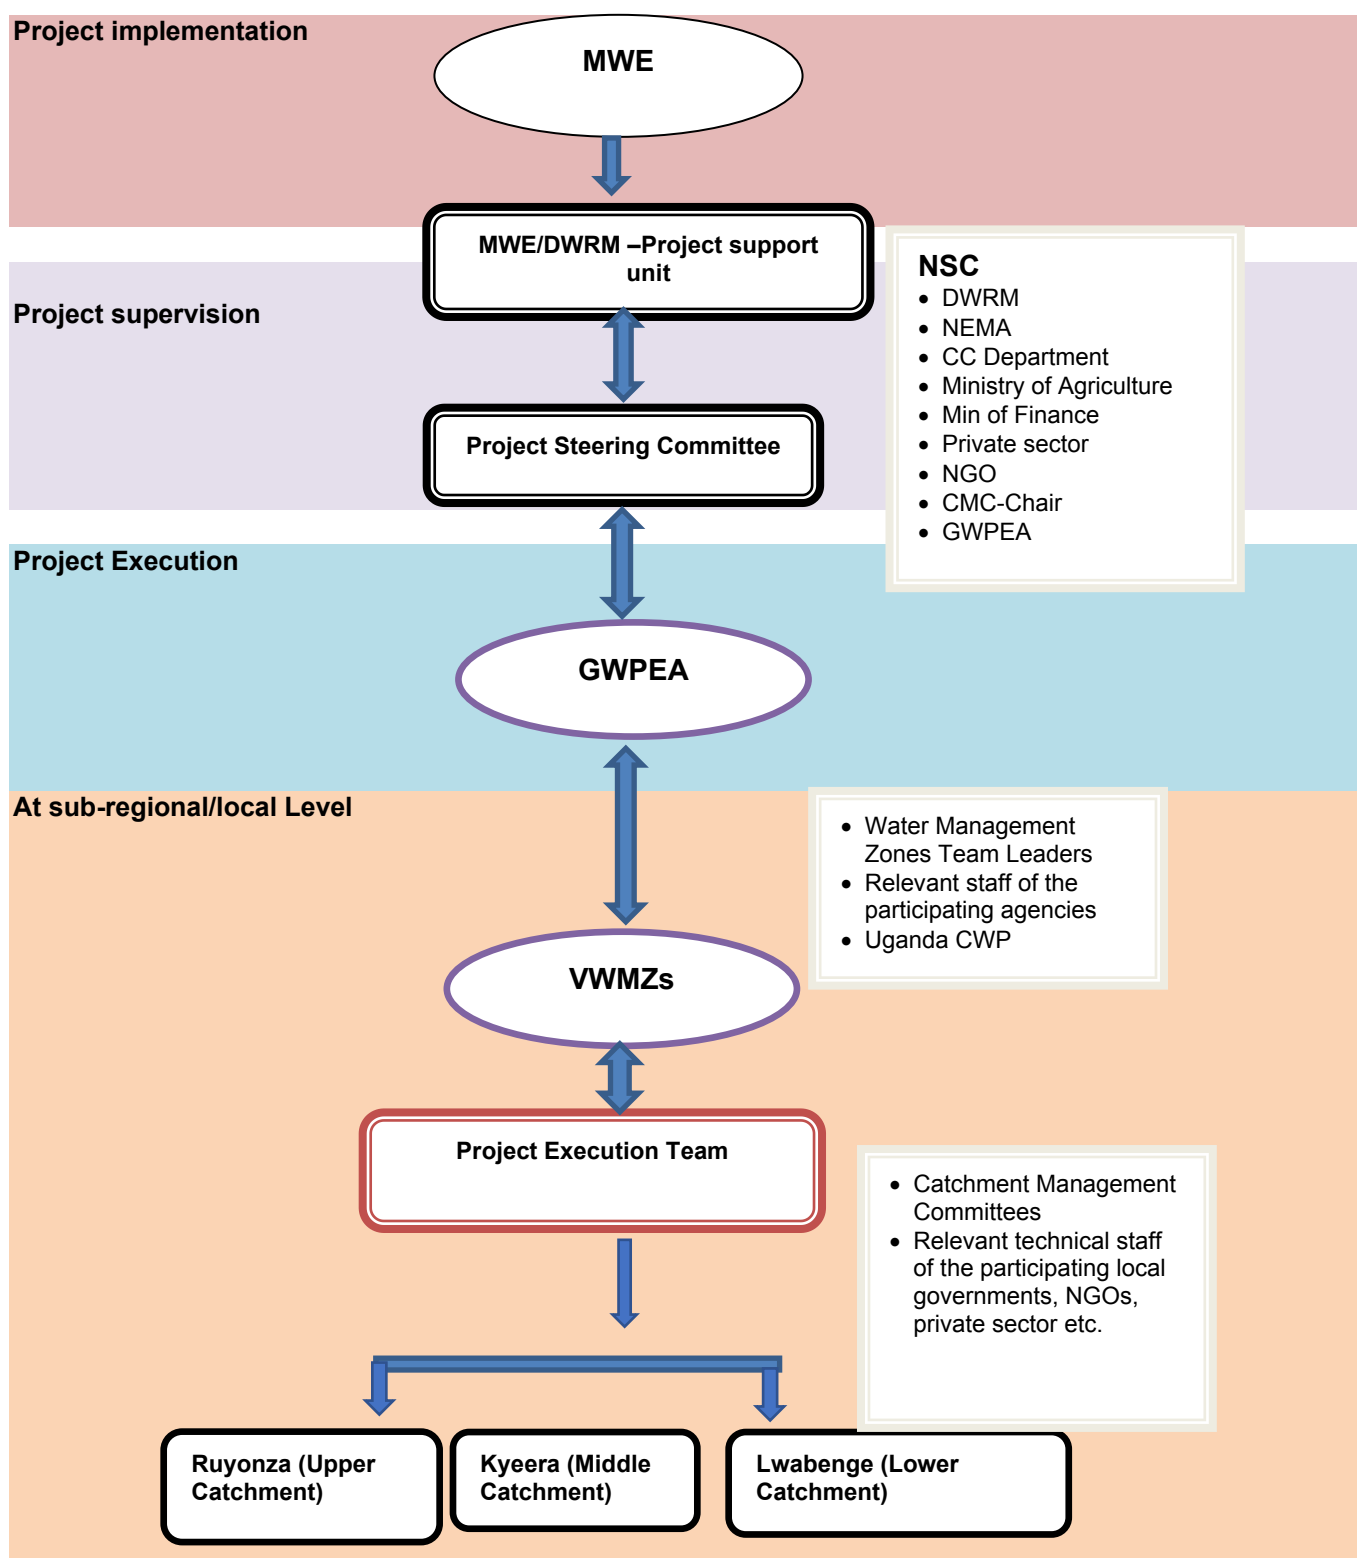 Project implementation
MWE
MWE/DWRM –Project support
unit
Project supervision
NSC
• DWRM
• NEMA
• CC Department
• Ministry of Agriculture
• Min of Finance
• Private sector
• NGO
• CMC-Chair
• GWPEA
Project Steering Committee
Project Execution
GWPEA
At sub-regional/local Level
• Water Management
Zones Team Leaders
• Relevant staff of the
participating agencies
• Uganda CWP
VWMZs
Project Execution Team
• Catchment Management
Committees
• Relevant technical staff
of the participating local
governments, NGOs,
private sector etc.
Ruyonza (Upper
Catchment)
Kyeera (Middle
Catchment)
Lwabenge (Lower
Catchment)